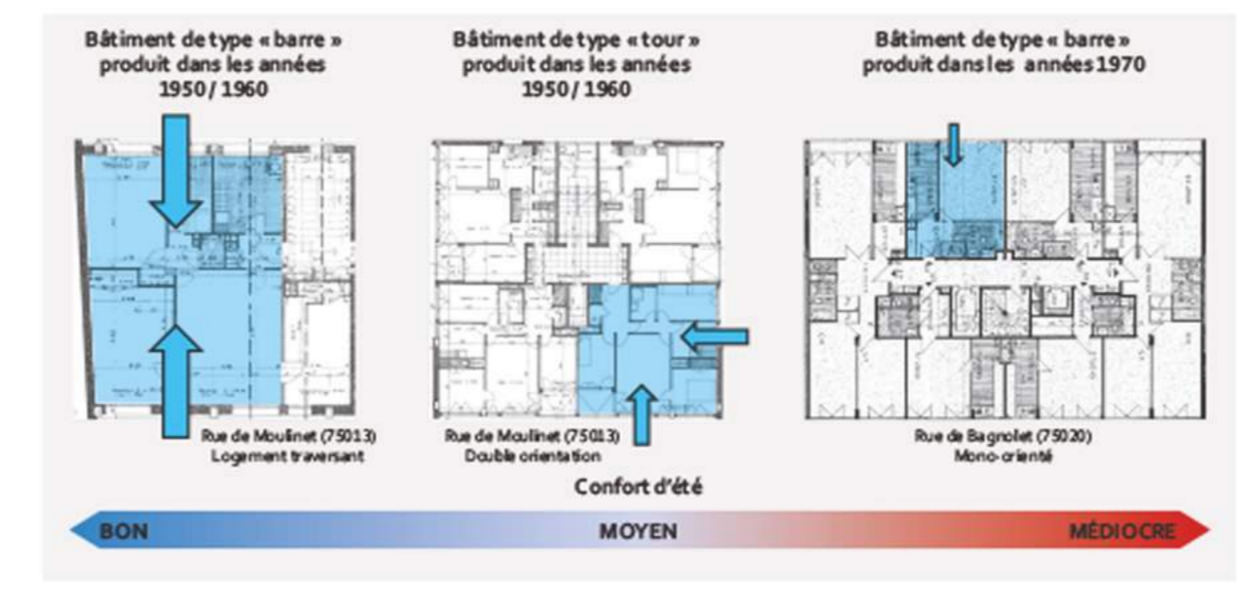 Bâtiment de type « barre »
produit dans les années
1950 / 1960
Bâtiment de type « tour »
produit dans les années
1950 / 1960
Bâtiment de type « barre »
produit dans les années 1970
Rue de Moulinet (75013)
Logement traversant
Rue de Moulinet (75013)
Double orientation
Rue de Bagnolet (75020)
Mono-orienté
Confort d'été
BON
MOYEN
MÉDIOCRE